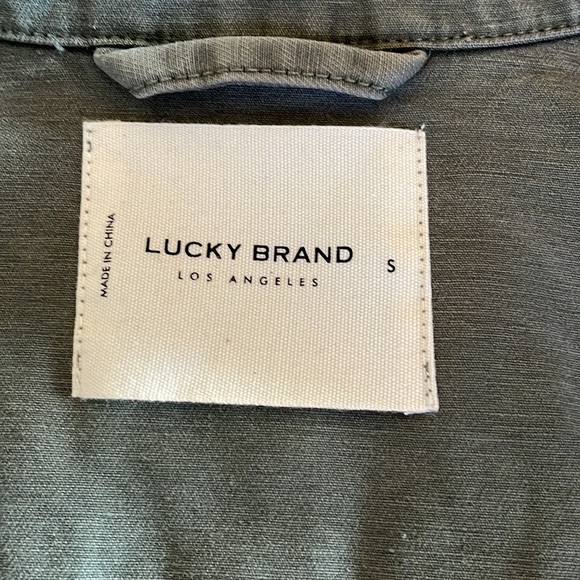 LUCKY BRAND
LOS ANGELES
S
MADE IN CHINA